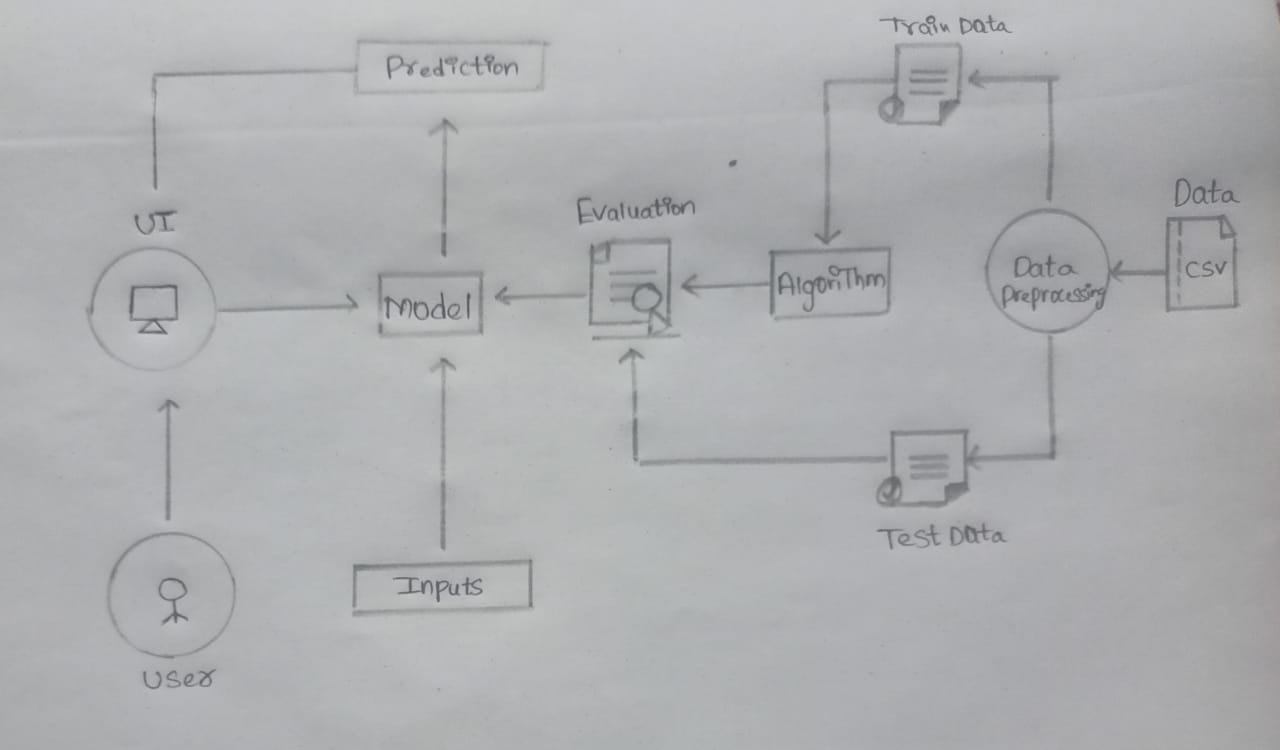 Train Data
Prediction
Data
UI
Evaluation
CSV
Data
Preprocessing
Algorithm
Model
Test Data
Inputs
User